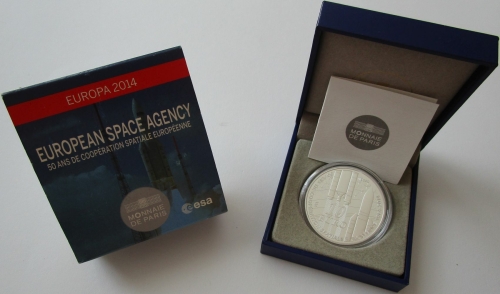 EUROPA 2014
EUROPEAN SPACE AGENCY
50 ANS DE COOPÉRATION SPATIALE EUROPÉENNE
MONNAIE
DE PARIS
esa
MONNAIE
DE PARIS